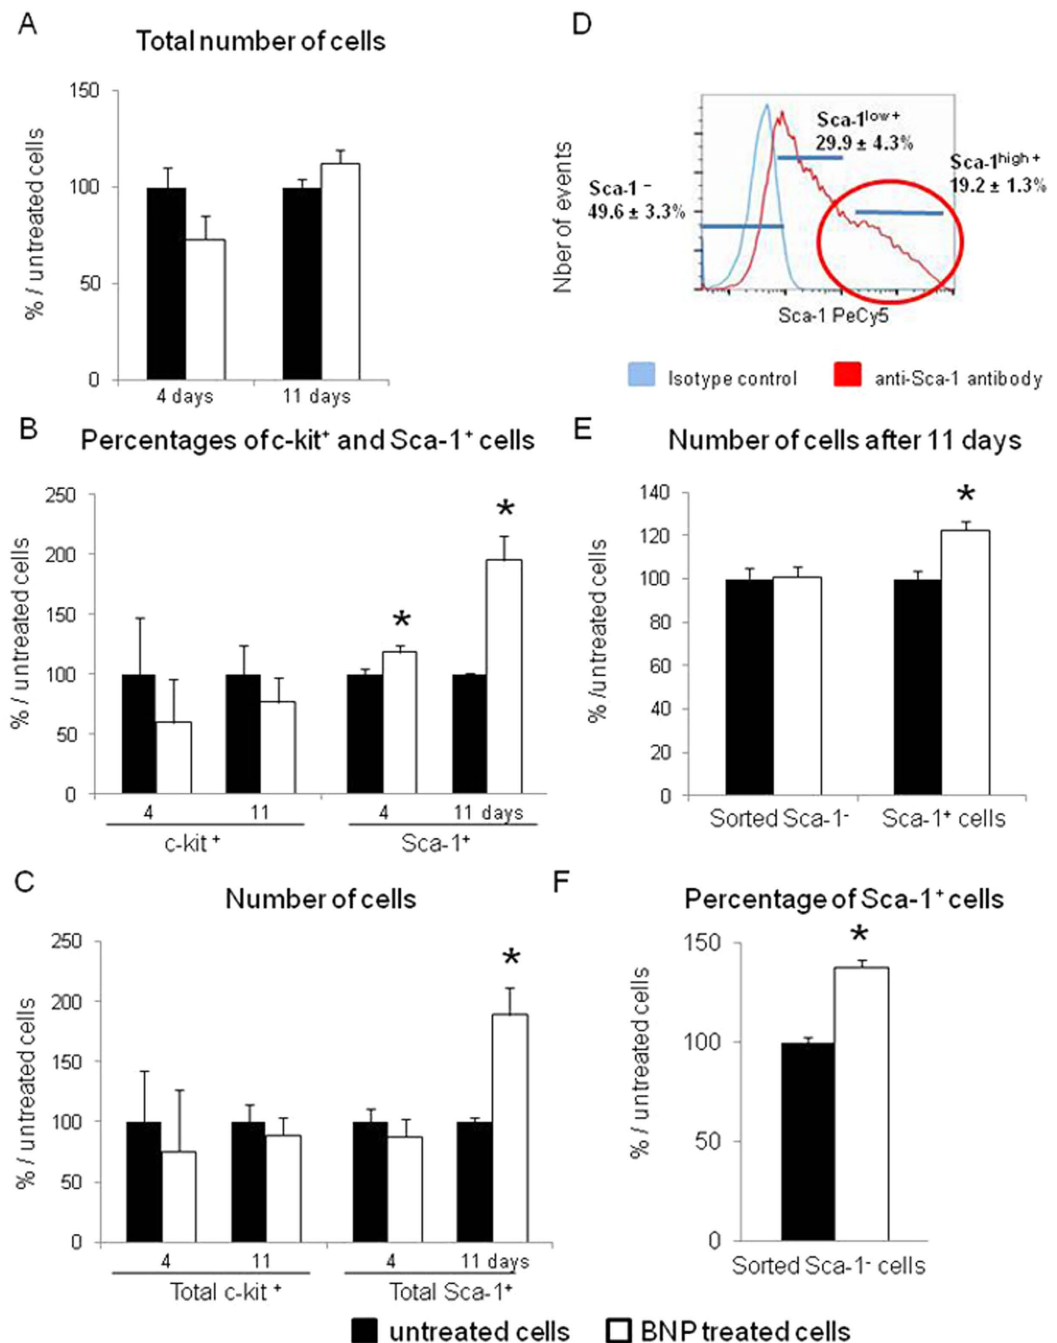 A
Total number of cells
% / untreated cells
150
100
50
0
4 days
11 days
B
Percentages of c-kit⁺ and Sca-1⁺ cells
% / untreated cells
250
200
150
100
50
0
4
11
4
11 days
c-kit ⁺
Sca-1⁺
C
Number of cells
% / untreated cells
250
200
150
100
50
0
4
11
4
11 days
Total c-kit ⁺
Total Sca-1⁺
D
Nber of events
Sca-1 ⁻
49.6 ± 3.3%
Sca-1ˡᵒʷ ⁺
29.9 ± 4.3%
Sca-1ʰⁱᵍʰ ⁺
19.2 ± 1.3%
Sca-1 PeCy5
Isotype control
anti-Sca-1 antibody
E
Number of cells after 11 days
% /untreated cells
140
120
100
80
60
40
20
0
*
Sorted Sca-1⁻
Sca-1⁺ cells
F
Percentage of Sca-1⁺ cells
% / untreated cells
150
100
50
0
*
Sorted Sca-1⁻ cells
untreated cells
BNP treated cells